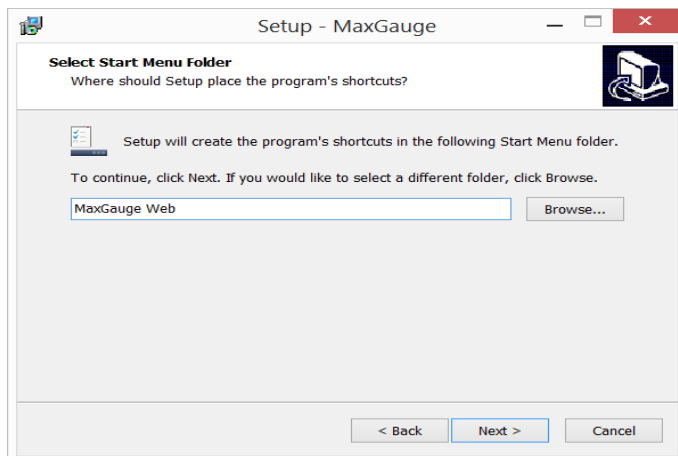 Setup - MaxGauge
Select Start Menu Folder
Where should Setup place the program's shortcuts?
Setup will create the program's shortcuts in the following Start Menu folder.
To continue, click Next. If you would like to select a different folder, click Browse.
MaxGauge Web
Browse...
< Back
Next >
Cancel